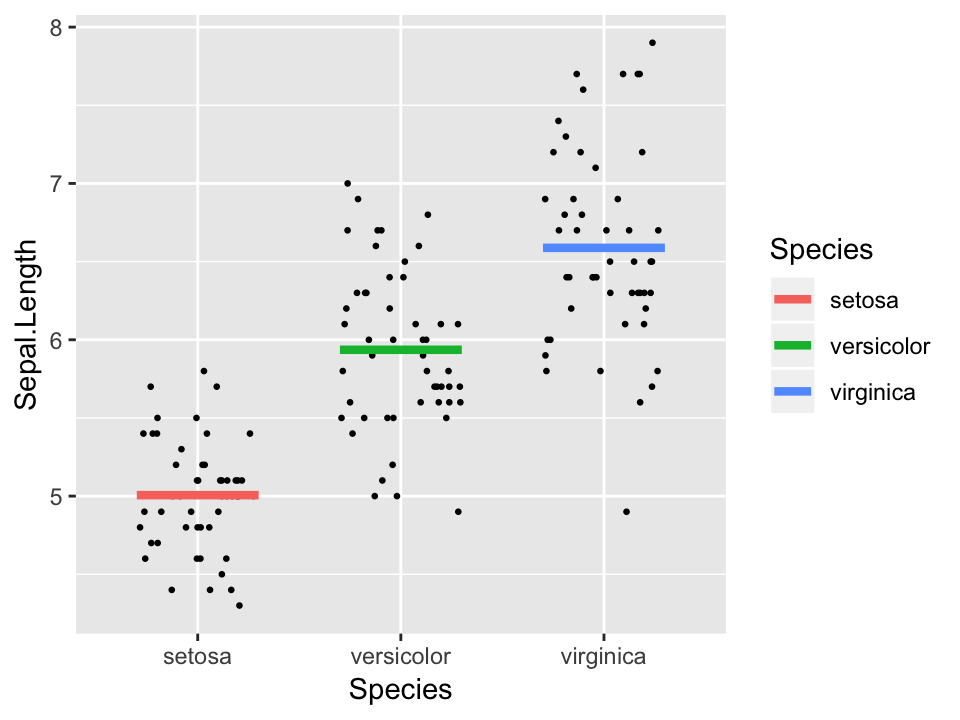 8
7
6
5
Sepal.Length
setosa
versicolor
virginica
Species
Species
setosa
versicolor
virginica